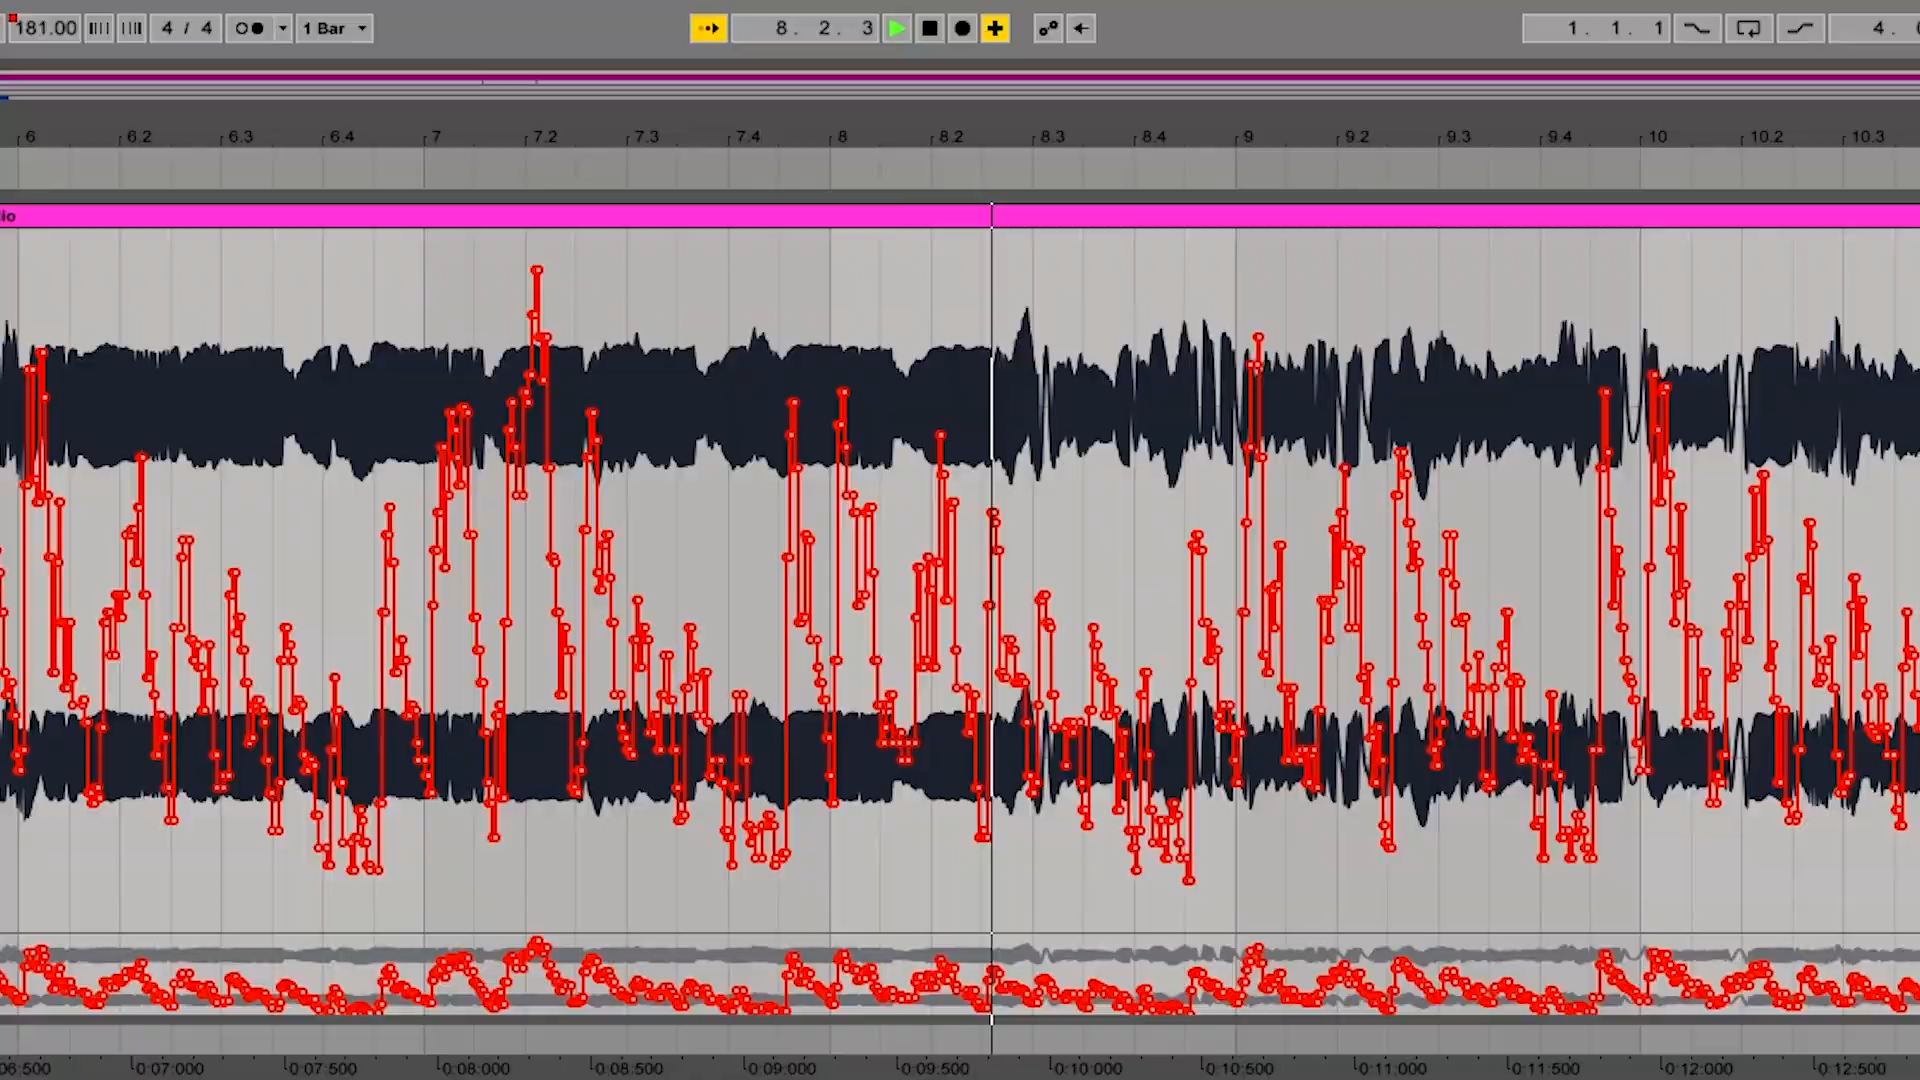 181.00 4 / 4 1 Bar 8. 2. 3 1. 1. 1 4.
6 6.2 6.3 6.4 7 7.2 7.3 7.4 8 8.2 8.3 8.4 9 9.2 9.3 9.4 10 10.2 10.3
io
06:500 0:07:000 0:07:500 0:08:000 0:08:500 0:09:000 0:09:500 0:10:000 0:10:500 0:11:000 0:11:500 0:12:000 0:12:500